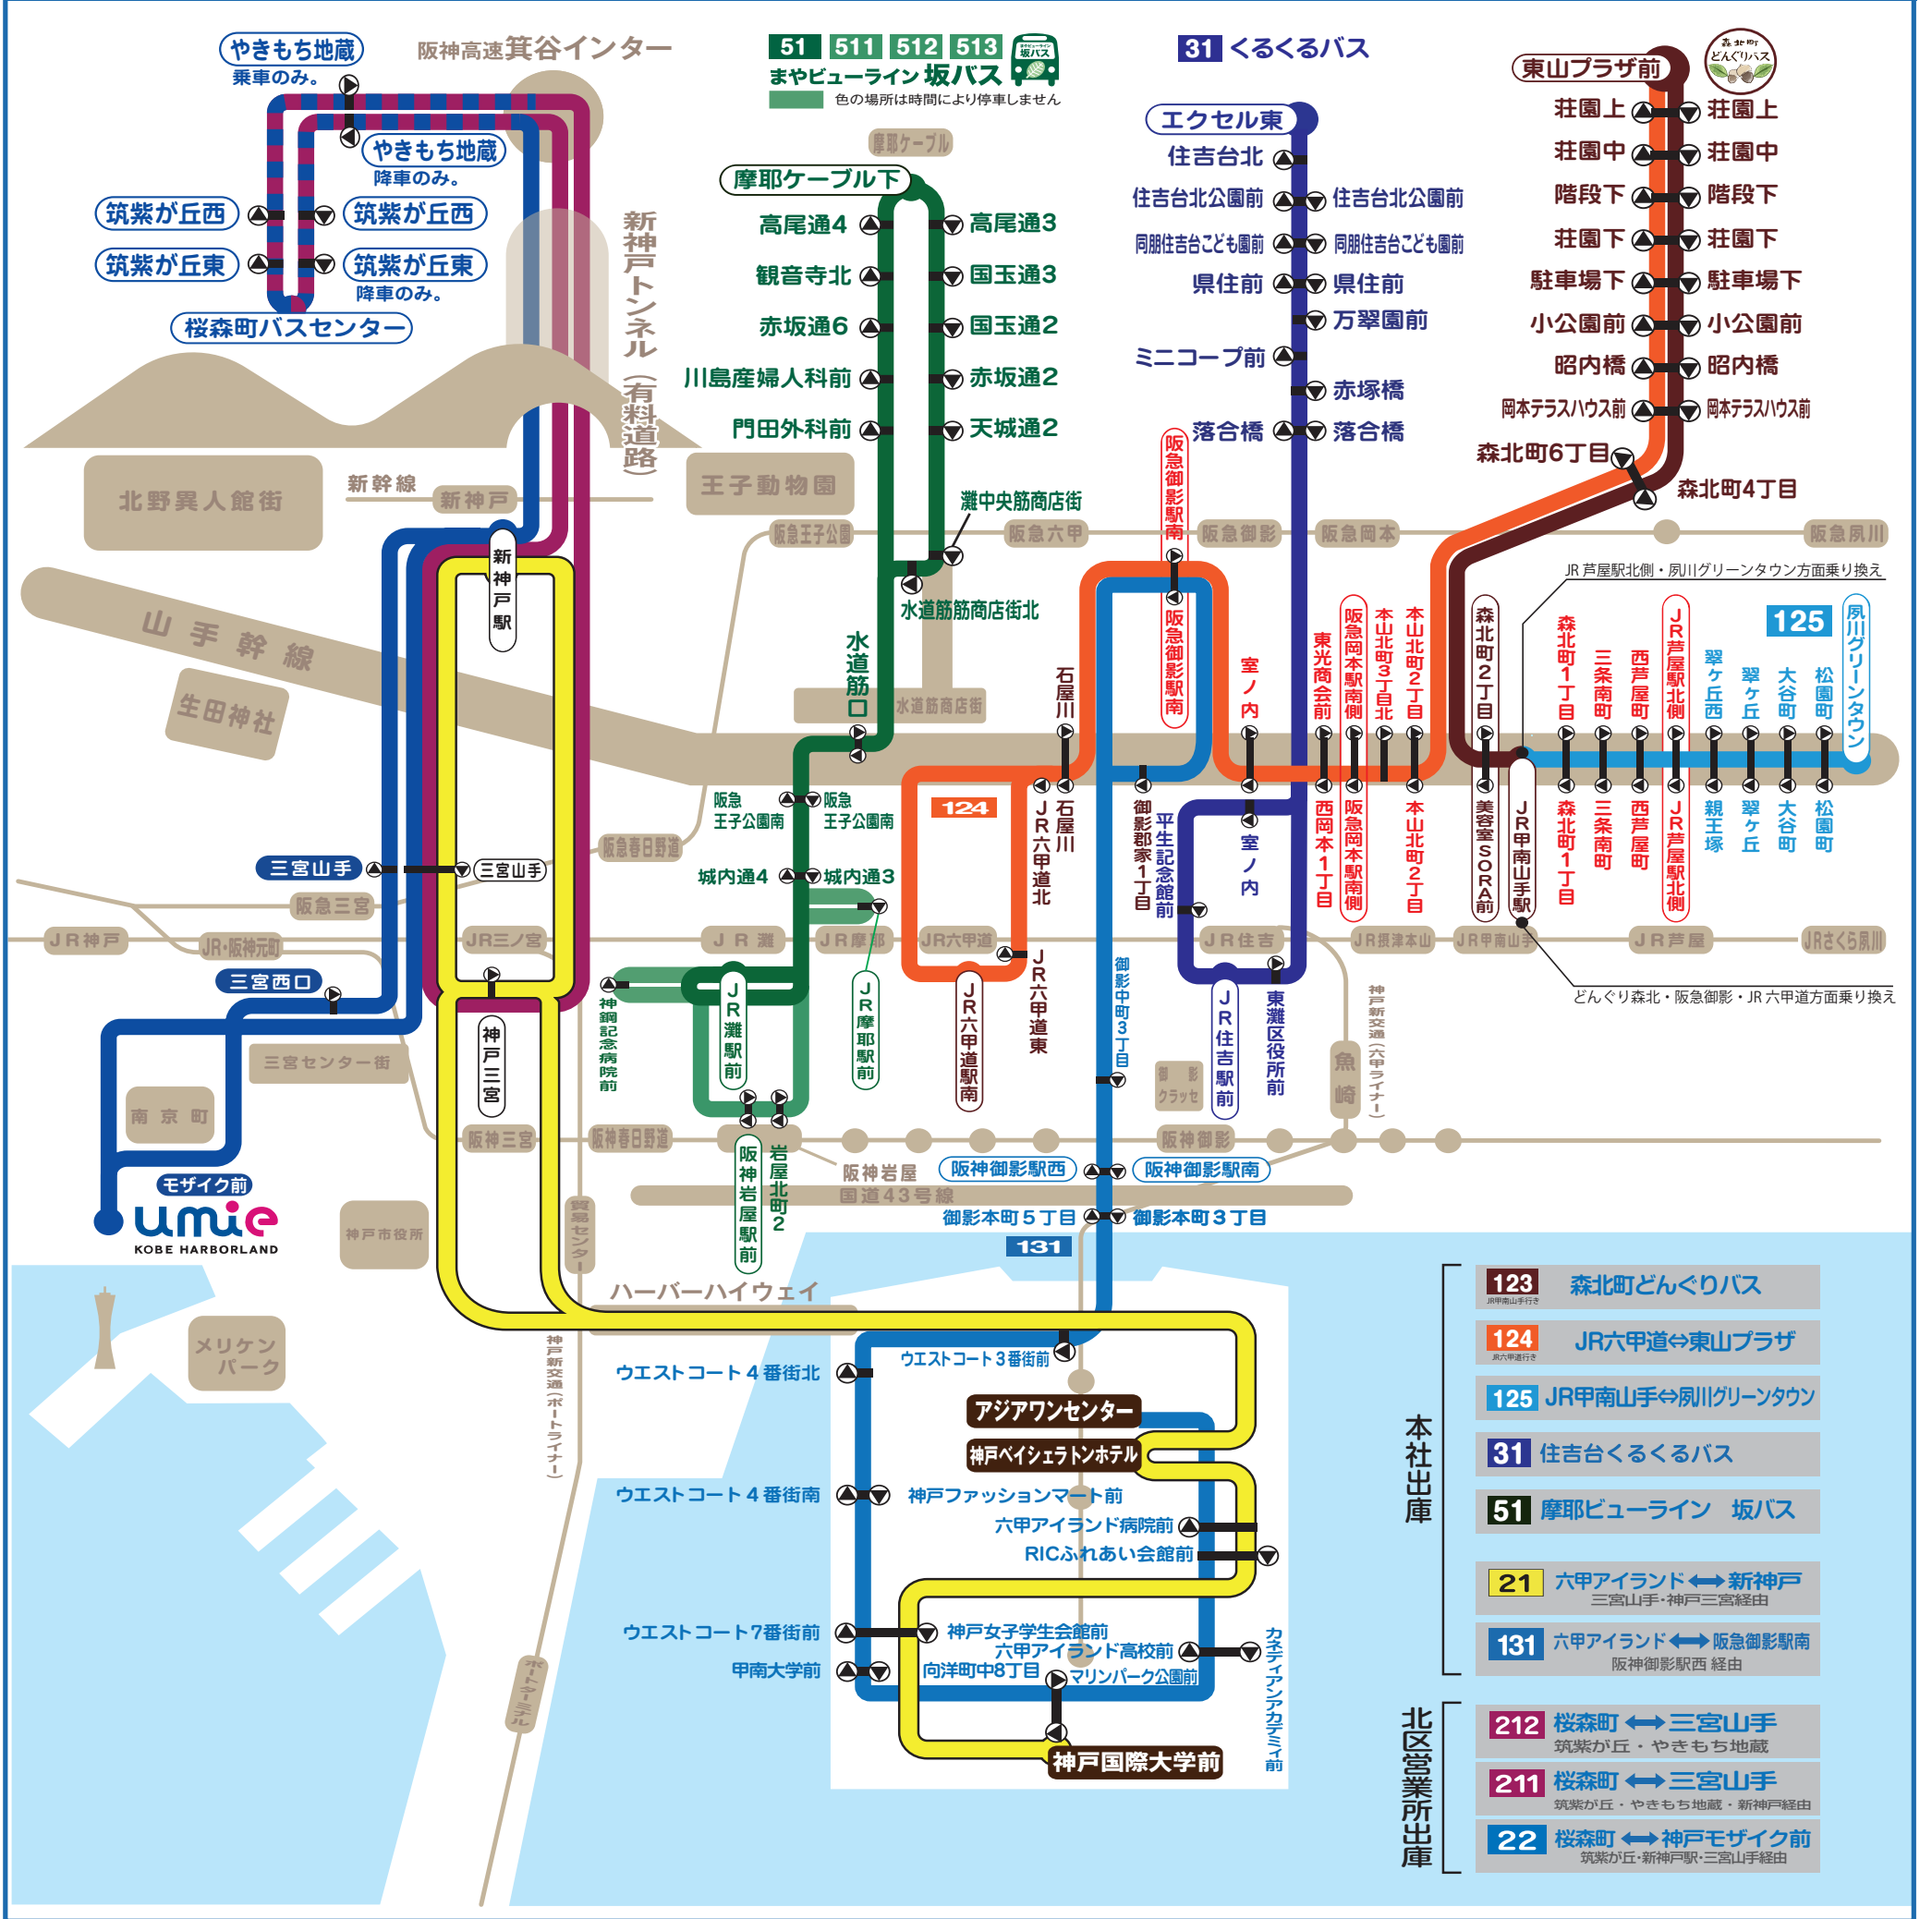 やきもち地蔵
乗車のみ。
阪神高速箕谷インター
51 511 512 513
まやビューライン 坂バス
色の場所は時間により停車しません
坂バス
31 くるくるバス
東山プラザ前
森北町
どんぐりバス
やきもち地蔵
降車のみ。
筑紫が丘西
筑紫が丘西
筑紫が丘東
筑紫が丘東
降車のみ。
桜森町バスセンター
新神戸トンネル（有料道路）
摩耶ケーブル
摩耶ケーブル下
高尾通4
高尾通3
観音寺北
国玉通3
赤坂通6
国玉通2
川島産婦人科前
赤坂通2
門田外科前
天城通2
灘中央筋商店街
水道筋筋商店街北
水道筋口
水道筋商店街
エクセル東
住吉台北
住吉台北公園前
住吉台北公園前
同朋住吉台こども園前
同朋住吉台こども園前
県住前
県住前
万翠園前
ミニコープ前
赤塚橋
落合橋
落合橋
荘園上
荘園上
荘園中
荘園中
階段下
階段下
荘園下
荘園下
駐車場下
駐車場下
小公園前
小公園前
昭内橋
昭内橋
岡本テラスハウス前
岡本テラスハウス前
森北町6丁目
森北町4丁目
北野異人館街
新幹線
新神戸
王子動物園
阪急王子公園
阪急六甲
阪急御影
阪急岡本
阪急夙川
阪急御影駅南
阪急御影駅南
JR 芦屋駅北側・夙川グリーンタウン方面乗り換え
新神戸駅
山手幹線
生田神社
石屋川
室ノ内
東光商会前
阪急岡本駅南側
本山北町3丁目北
本山北町2丁目
森北町2丁目
森北町1丁目
三条南町
西芦屋町
JR芦屋駅北側
翠ヶ丘西
翠ヶ丘
大谷町
松園町
125
夙川グリーンタウン
阪急
王子公園南
阪急
王子公園南
城内通4
城内通3
124
JR六甲道北
石屋川
御影郡家1丁目
平生記念館前
室ノ内
西岡本1丁目
阪急岡本駅南側
本山北町2丁目
美容室SORA前
JR甲南山手駅
森北町1丁目
三条南町
西芦屋町
JR芦屋駅北側
親王塚
翠ヶ丘
大谷町
松園町
阪急春日野道
三宮山手
三宮山手
阪急三宮
JR神戸
JR・阪神元町
JR三ノ宮
JR灘
JR摩耶
JR六甲道
JR住吉
JR摂津本山
JR甲南山手
JR芦屋
JRさくら夙川
三宮西口
神戸三宮
神鋼記念病院前
JR灘駅前
JR摩耶駅前
JR六甲道駅南
JR六甲道東
御影中町3丁目
JR住吉駅前
東灘区役所前
神戸新交通（六甲ライナー）
魚崎
どんぐり森北・阪急御影・JR 六甲道方面乗り換え
三宮センター街
南京町
御影
クラッセ
阪神三宮
阪神春日野道
阪神御影
阪神岩屋駅前
岩屋北町2
阪神岩屋
国道43号線
阪神御影駅西
阪神御影駅南
御影本町5丁目
御影本町3丁目
131
モザイク前
umie
KOBE HARBORLAND
神戸市役所
貿易センター
ハーバーハイウェイ
メリケン
パーク
神戸新交通（ポートライナー）
ポートターミナル
ウエストコート3番街前
ウエストコート4番街北
アジアワンセンター
神戸ベイシェラトンホテル
ウエストコート4番街南
神戸ファッションマート前
六甲アイランド病院前
RICふれあい会館前
ウエストコート7番街前
神戸女子学生会館前
六甲アイランド高校前
甲南大学前
向洋町中8丁目
マリンパーク公園前
カネディアンアカデミィ前
神戸国際大学前
本社出庫
123 森北町どんぐりバス
JR甲南山手行き
124 JR六甲道⇔東山プラザ
JR六甲道行き
125 JR甲南山手⇔夙川グリーンタウン
31 住吉台くるくるバス
51 摩耶ビューライン 坂バス
21 六甲アイランド⟷新神戸
三宮山手・神戸三宮経由
131 六甲アイランド⟷阪急御影駅南
阪神御影駅西 経由
北区営業所出庫
212 桜森町⟷三宮山手
筑紫が丘・やきもち地蔵
211 桜森町⟷三宮山手
筑紫が丘・やきもち地蔵・新神戸経由
22 桜森町⟷神戸モザイク前
筑紫が丘・新神戸駅・三宮山手経由